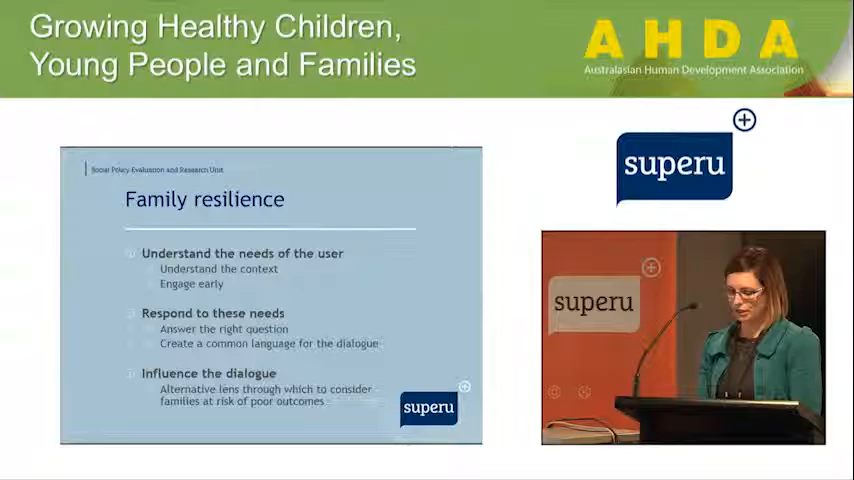 Growing Healthy Children,
Young People and Families
AHDA
Australasian Human Development Association
superu
Social Policy Evaluation and Research Unit
Family resilience
Understand the needs of the user
Understand the context
Engage early
Respond to these needs
Answer the right question
Create a common language for the dialogue
Influence the dialogue
Alternative lens through which to consider
families at risk of poor outcomes
superu
superu